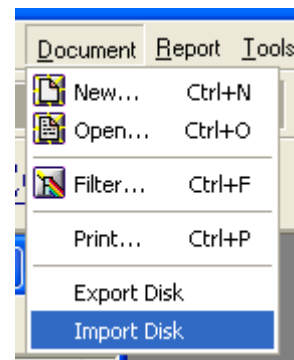 Document Report Tools
New... Ctrl+N
Open... Ctrl+O
Filter... Ctrl+F
Print... Ctrl+P
Export Disk
Import Disk